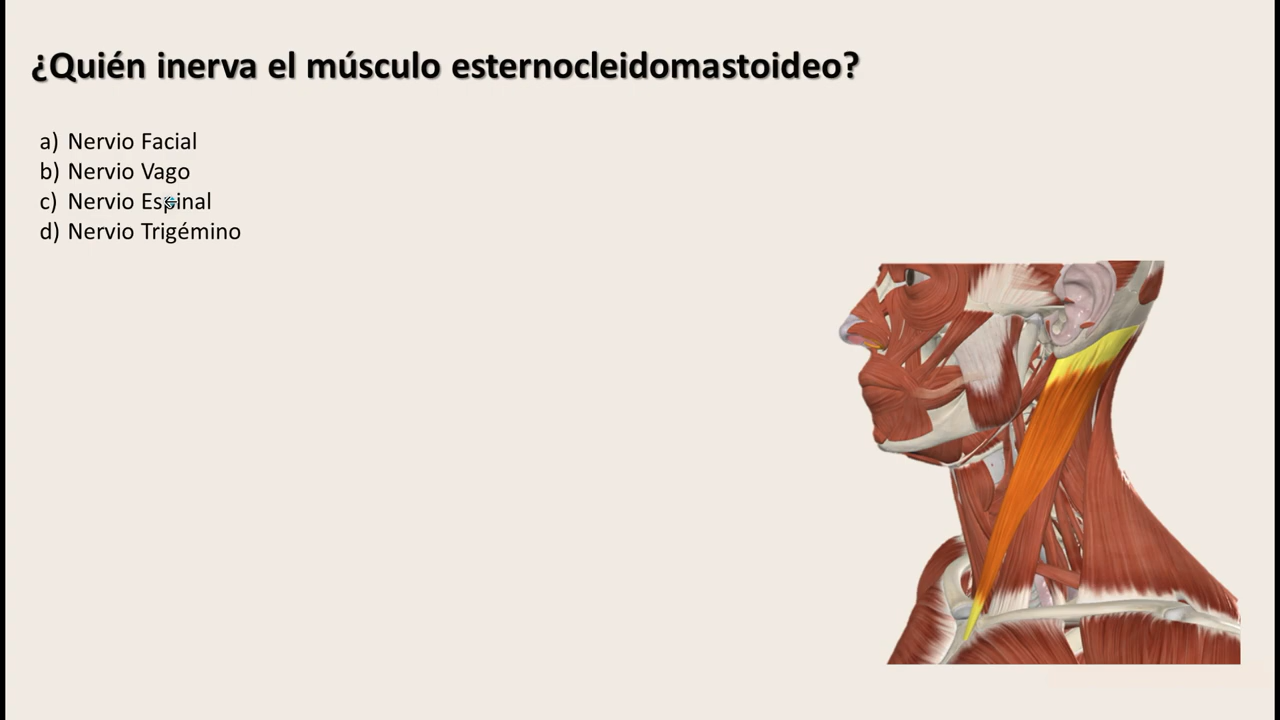 ¿Quién inerva el músculo esternocleidomastoideo?
a) Nervio Facial
b) Nervio Vago
c) Nervio Espinal
d) Nervio Trigémino